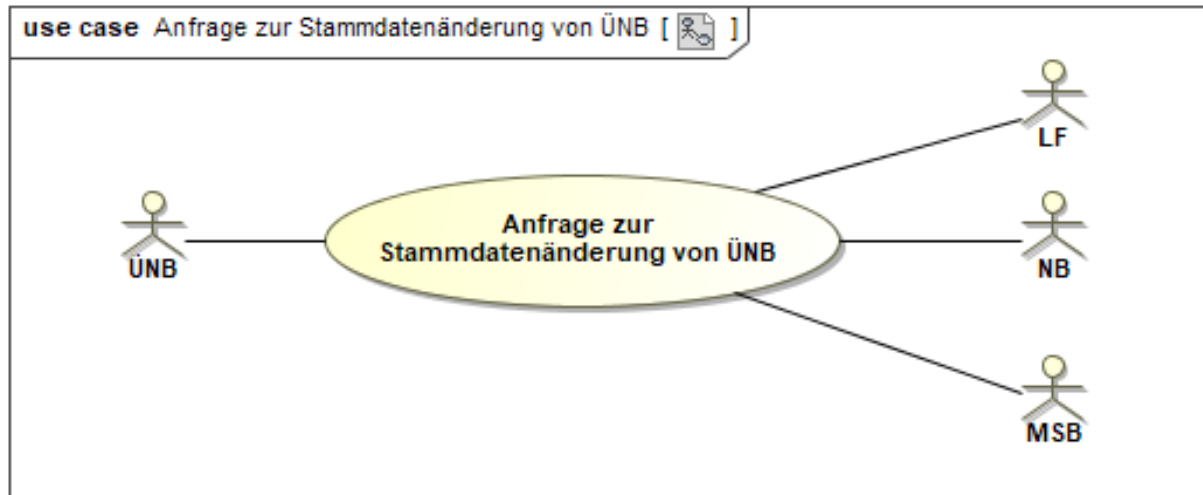 use case Anfrage zur Stammdatenänderung von ÜNB [ ]
LF
Anfrage zur
Stammdatenänderung von ÜNB
ÜNB
NB
MSB